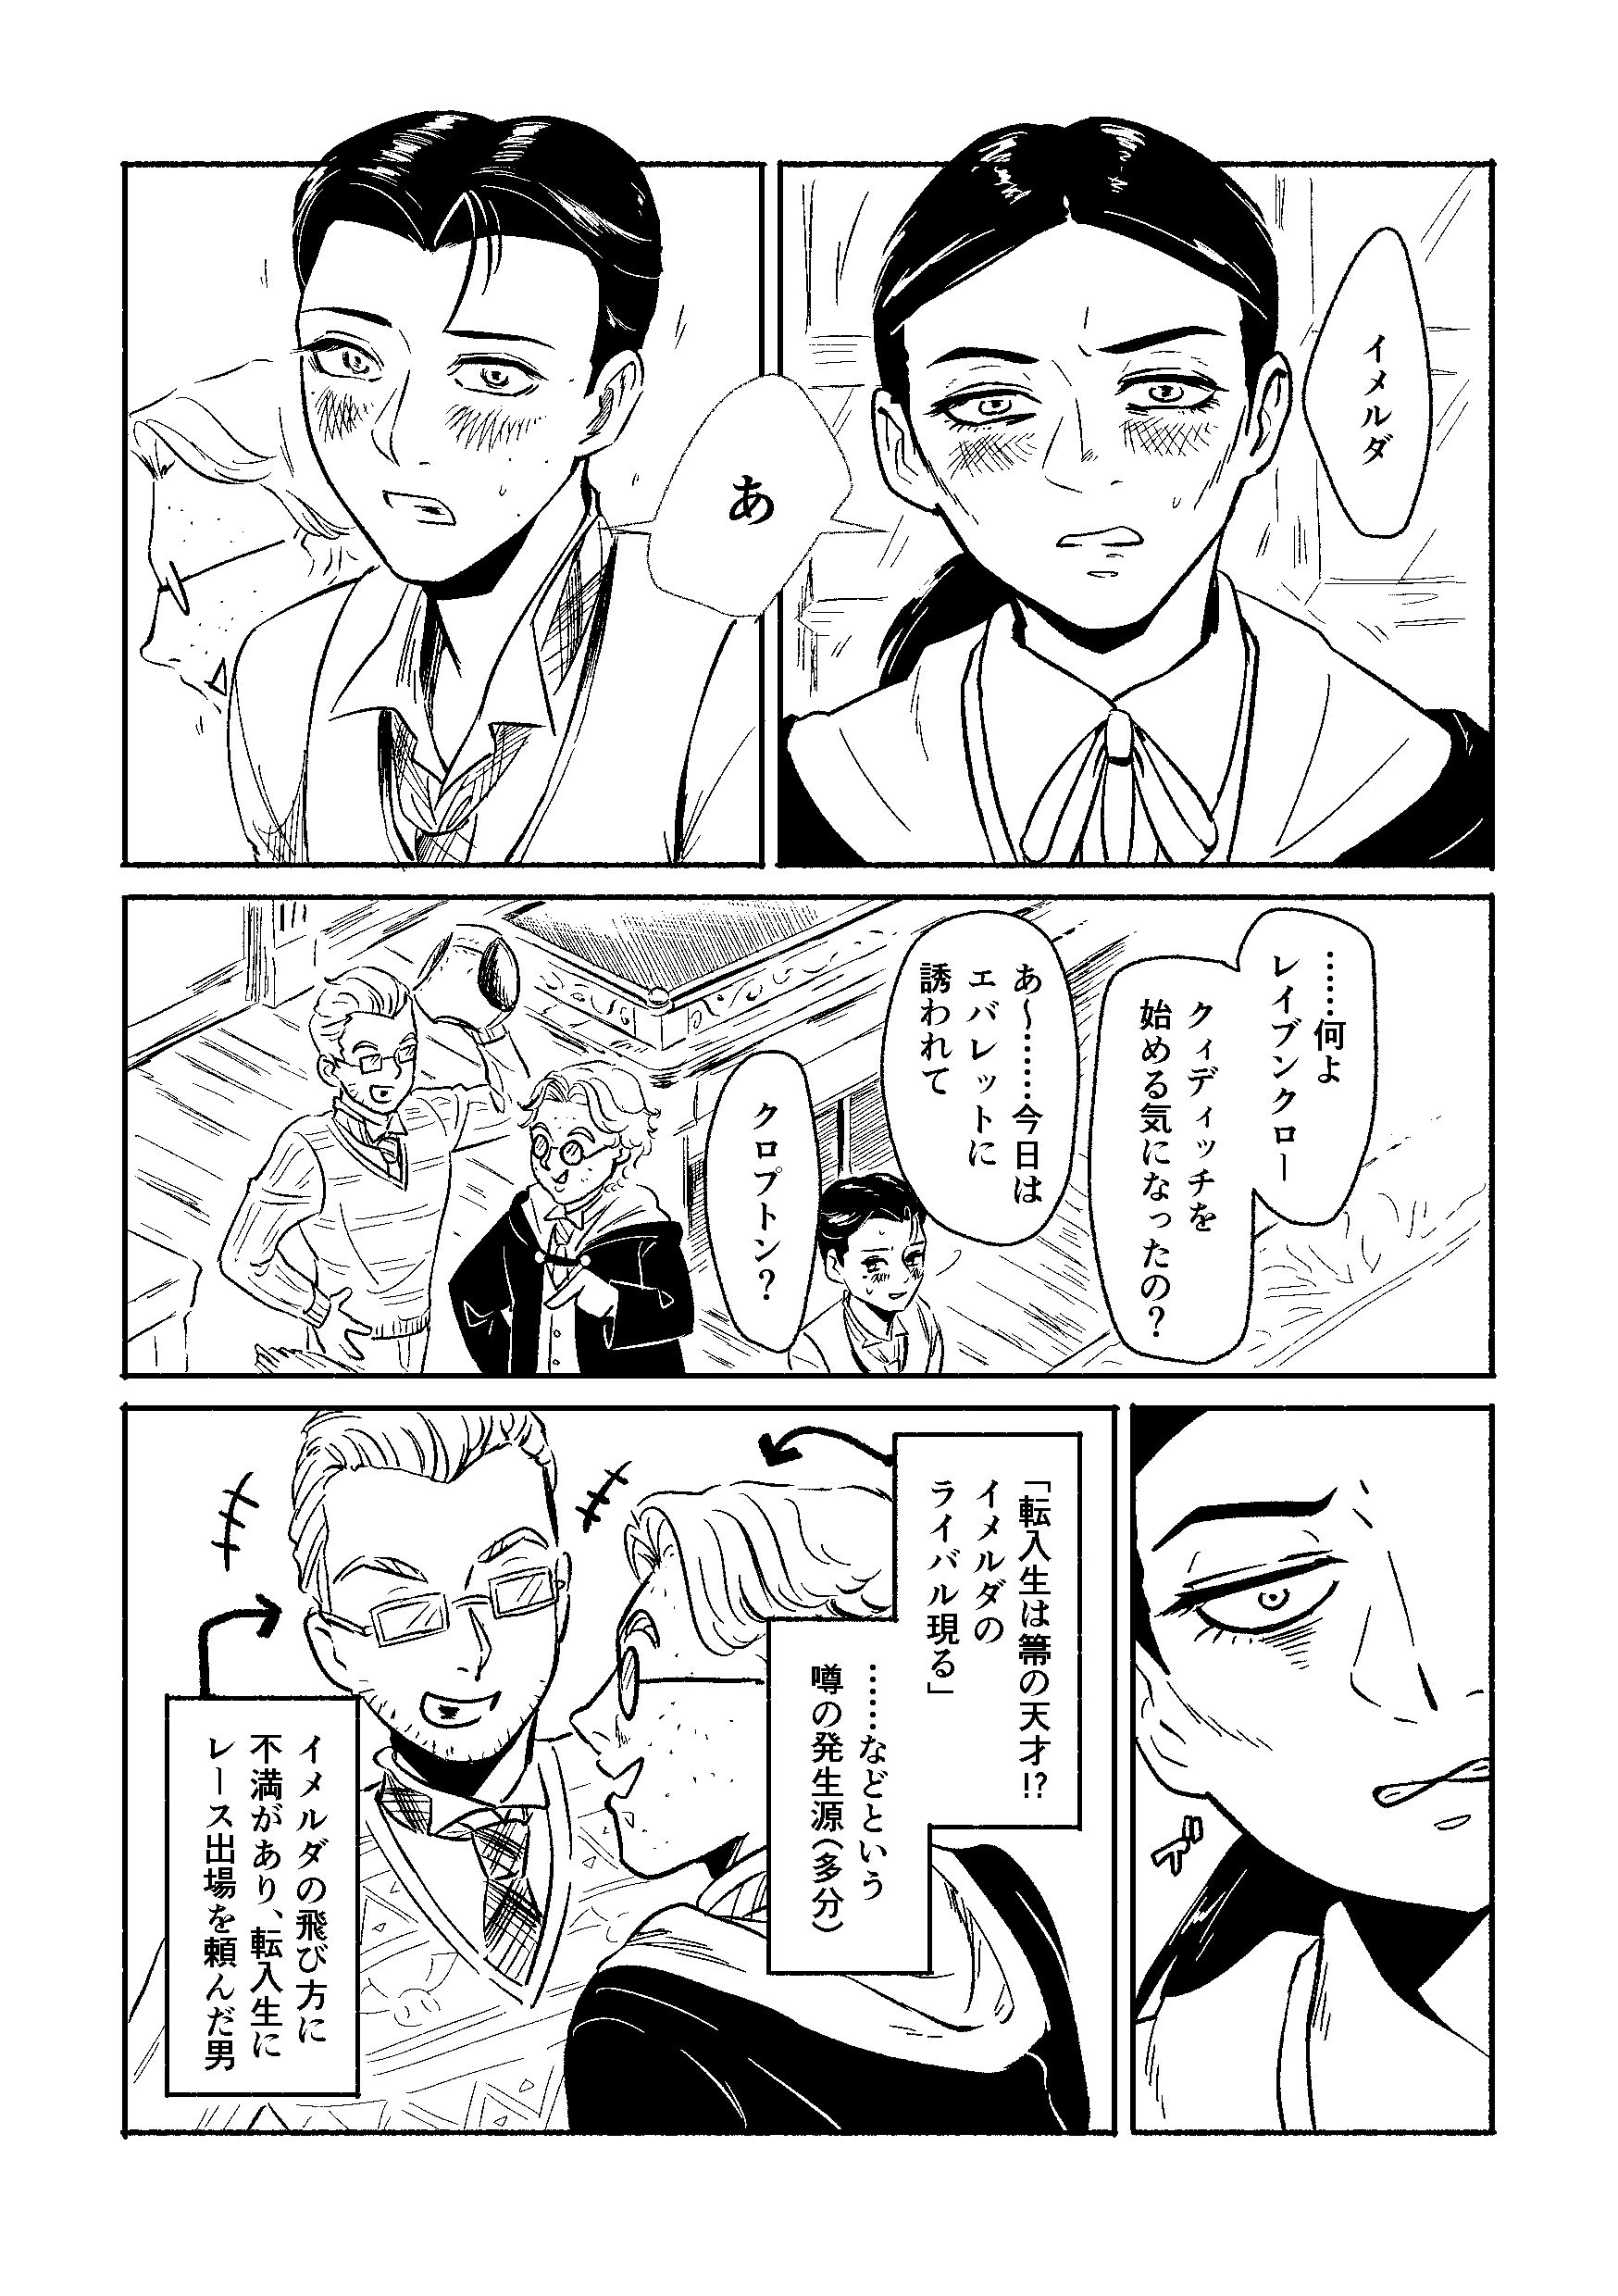 イメルダ
あ
……何よ
レイブンクロー
クィディッチを
始める気になったの？
あ～……今日は
エバレットに
誘われて
クロプトン？
ズ
「転入生は箒の天才!?
イメルダの
ライバル現る」
……などという
噂の発生源（多分）
イメルダの飛び方に
不満があり、転入生に
レース出場を頼んだ男